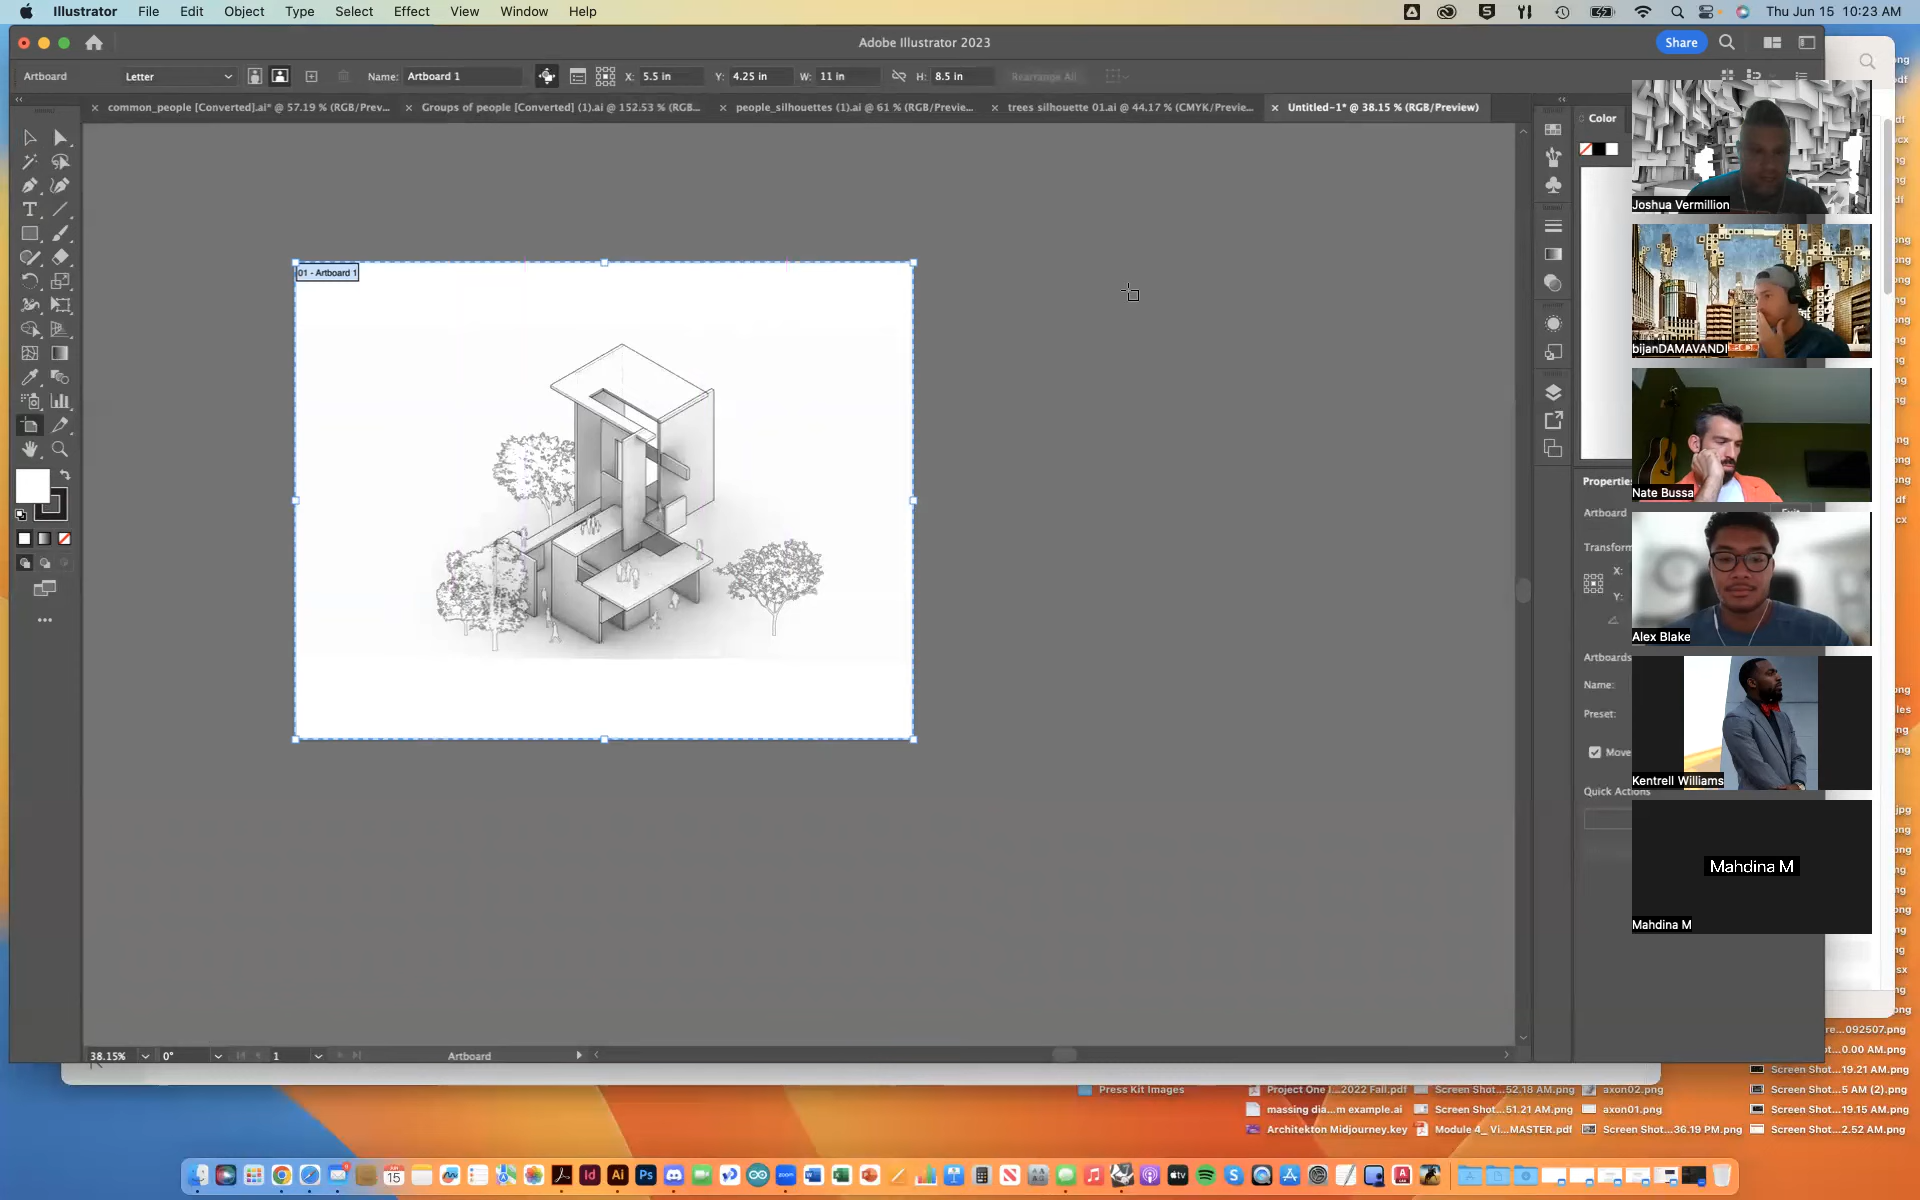 Illustrator File Edit Object Type Select Effect View Window Help
Thu Jun 15 10:23 AM
Adobe Illustrator 2023
Share
Artboard
Letter
Name: Artboard 1
X: 5.5 in
Y: 4.25 in
W: 11 in
H: 8.5 in
Rearrange All
common_people [Converted].ai* @ 57.19 % (RGB/Prev...
Groups of people [Converted] (1).ai @ 152.53 % (RGB...
people_silhouettes (1).ai @ 61 % (RGB/Previe...
trees silhouette 01.ai @ 44.17 % (CMYK/Previe...
Untitled-1* @ 38.15 % (RGB/Preview)
Color
01 - Artboard 1
Joshua Vermillion
bijanDAMAVANDI
Nate Bussa
Properties
Artboard
Transform
X:
Y:
Alex Blake
Artboards
Name:
Preset:
Move
Kentrell Williams
Quick Actions
Mahdina M
Mahdina M
38.15%
0°
1
Artboard
Press Kit Images
Project One I...2022 Fall.pdf
Screen Shot...52.18 AM.png
axon02.png
massing dia...m example.ai
Screen Shot...51.21 AM.png
axon01.png
Architekton Midjourney.key
Module 4_ Vi...MASTER.pdf
Screen Shot...36.19 PM.png
re...092507.png
t...0.00 AM.png
Screen Shot...19.21 AM.png
Screen Shot...5 AM (2).png
Screen Shot...19.15 AM.png
Screen Shot...2.52 AM.png